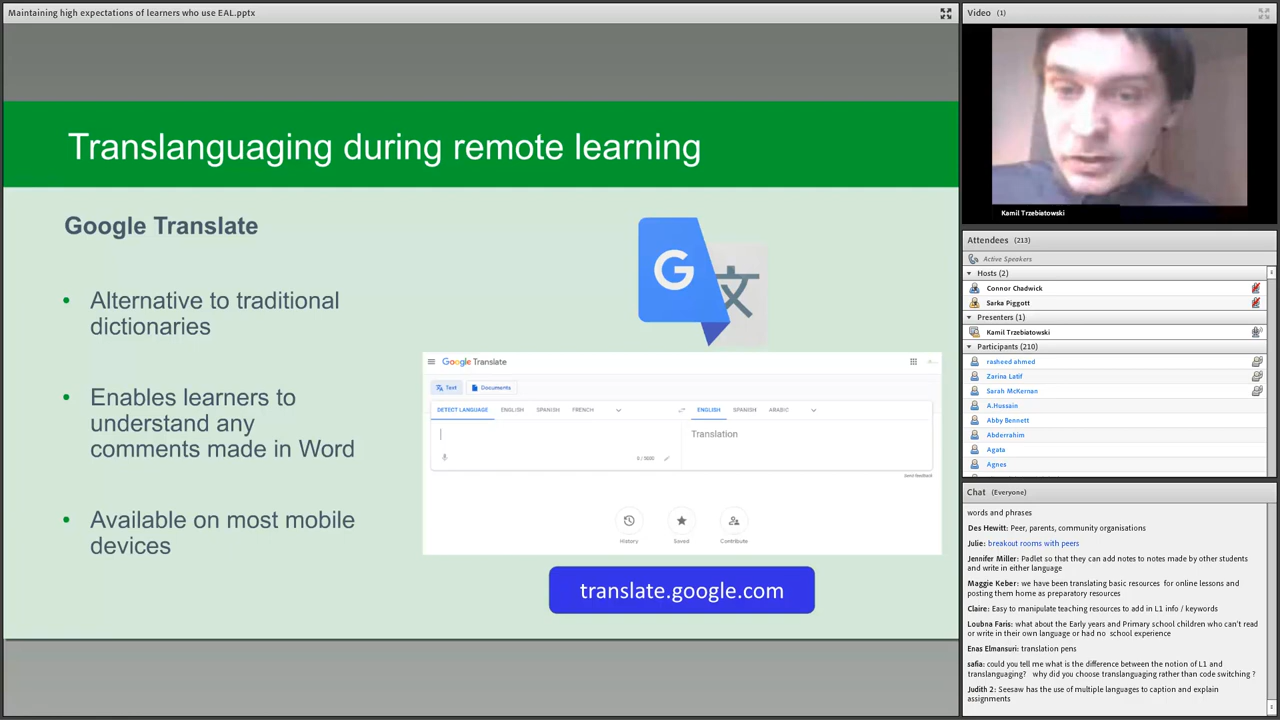 Maintaining high expectations of learners who use EAL.pptx
Translanguaging during remote learning
Google Translate
• Alternative to traditional
dictionaries
• Enables learners to
understand any
comments made in Word
• Available on most mobile
devices
G 文
Google Translate
Text Documents
DETECT LANGUAGE ENGLISH SPANISH FRENCH ENGLISH SPANISH ARABIC
Translation
0 / 5000
Send feedback
History Saved Contribute
translate.google.com
Video (1)
Kamil Trzebiatowski
Attendees (213)
Active Speakers
Hosts (2)
Connor Chadwick
Sarka Piggott
Presenters (1)
Kamil Trzebiatowski
Participants (210)
rasheed ahmed
Zarina Latif
Sarah McKernan
A.Hussain
Abby Bennett
Abderrahim
Agata
Agnes
Chat (Everyone)
words and phrases
Des Hewitt: Peer, parents, community organisations
Julie: breakout rooms with peers
Jennifer Miller: Padlet so that they can add notes to notes made by other students
and write in either language
Maggie Keber: we have been translating basic resources for online lessons and
posting them home as preparatory resources
Claire: Easy to manipulate teaching resources to add in L1 info / keywords
Loubna Faris: what about the Early years and Primary school children who can't read
or write in their own language or had no school experience
Enas Elmansuri: translation pens
safia: could you tell me what is the difference between the notion of L1 and
translanguaging? why did you choose translanguaging rather than code switching ?
Judith 2: Seesaw has the use of multiple languages to caption and explain
assignments